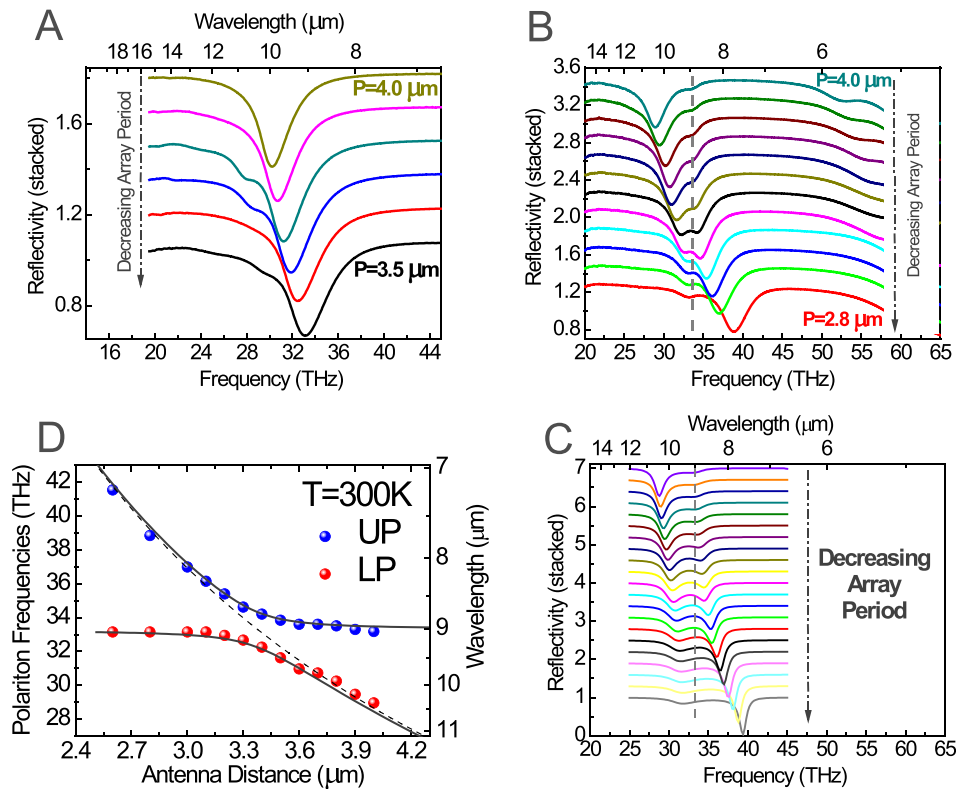 A
Wavelength (μm)
18 16 14 12 10 8
P=4.0 μm
Decreasing Array Period
P=3.5 μm
Reflectivity (stacked)
1.6
1.2
0.8
16 20 24 28 32 36 40 44
Frequency (THz)
B
Wavelength (μm)
14 12 10 8 6
P=4.0 μm
Decreasing Array Period
P=2.8 μm
Reflectivity (stacked)
3.6
3.2
2.8
2.4
2.0
1.6
1.2
0.8
20 25 30 35 40 45 50 55 60 65
Frequency (THz)
D
T=300K
UP
LP
Polariton Frequencies (THz)
42
40
38
36
34
32
30
28
Wavelength (μm)
7
8
9
10
11
2.4 2.7 3.0 3.3 3.6 3.9 4.2
Antenna Distance (μm)
C
Wavelength (μm)
14 12 10 8 6
Decreasing
Array
Period
Reflectivity (stacked)
7
6
5
4
3
2
1
0
20 25 30 35 40 45 50 55 60 65
Frequency (THz)